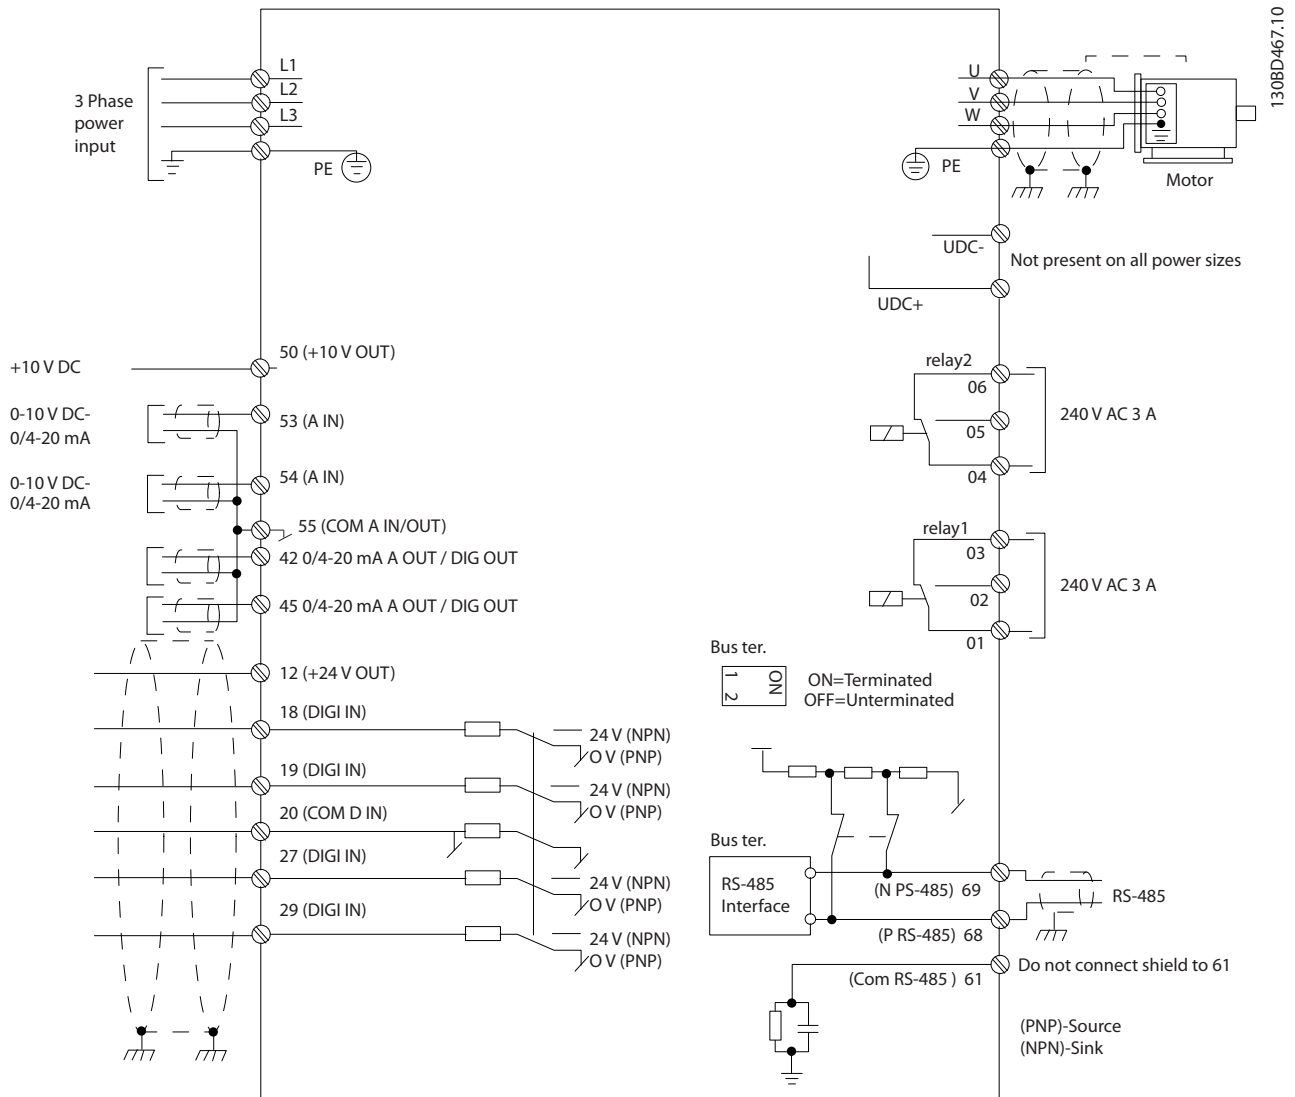 130BD467.10
3 Phase
power
input
L1
L2
L3
PE
U
V
W
PE
Motor
UDC-
Not present on all power sizes
UDC+
+10 V DC
50 (+10 V OUT)
0-10 V DC-
0/4-20 mA
53 (A IN)
0-10 V DC-
0/4-20 mA
54 (A IN)
55 (COM A IN/OUT)
42 0/4-20 mA A OUT / DIG OUT
45 0/4-20 mA A OUT / DIG OUT
12 (+24 V OUT)
18 (DIGI IN)
24 V (NPN)
O V (PNP)
19 (DIGI IN)
24 V (NPN)
O V (PNP)
20 (COM D IN)
27 (DIGI IN)
24 V (NPN)
O V (PNP)
29 (DIGI IN)
24 V (NPN)
O V (PNP)
relay2
06
05
04
240 V AC 3 A
relay1
03
02
01
240 V AC 3 A
Bus ter.
1
2
ON
ON=Terminated
OFF=Unterminated
Bus ter.
RS-485
Interface
(N PS-485) 69
RS-485
(P RS-485) 68
(Com RS-485 ) 61
Do not connect shield to 61
(PNP)-Source
(NPN)-Sink